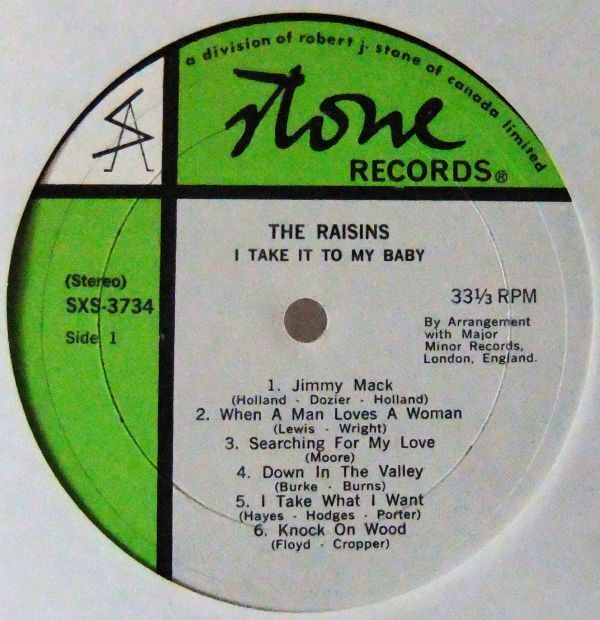 a division of robert j. stone of canada limited
stone
RECORDS®
THE RAISINS
I TAKE IT TO MY BABY
(Stereo)
SXS-3734
Side 1
33⅓ RPM
By Arrangement
with Major
Minor Records,
London, England.
1. Jimmy Mack
(Holland - Dozier - Holland)
2. When A Man Loves A Woman
(Lewis - Wright)
3. Searching For My Love
(Moore)
4. Down In The Valley
(Burke - Burns)
5. I Take What I Want
(Hayes - Hodges - Porter)
6. Knock On Wood
(Floyd - Cropper)